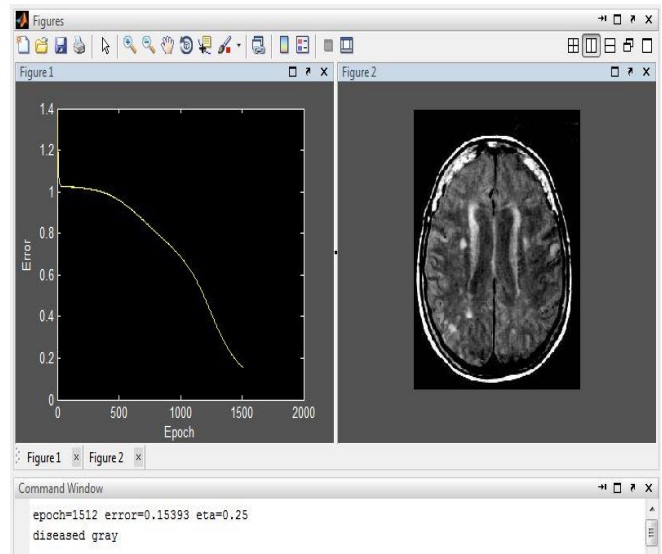 Figures
Figure 1
Figure 2
1.4
1.2
1
0.8
0.6
0.4
0.2
0
Error
0 500 1000 1500 2000
Epoch
Figure 1 x Figure 2 x
Command Window
epoch=1512 error=0.15393 eta=0.25
diseased gray